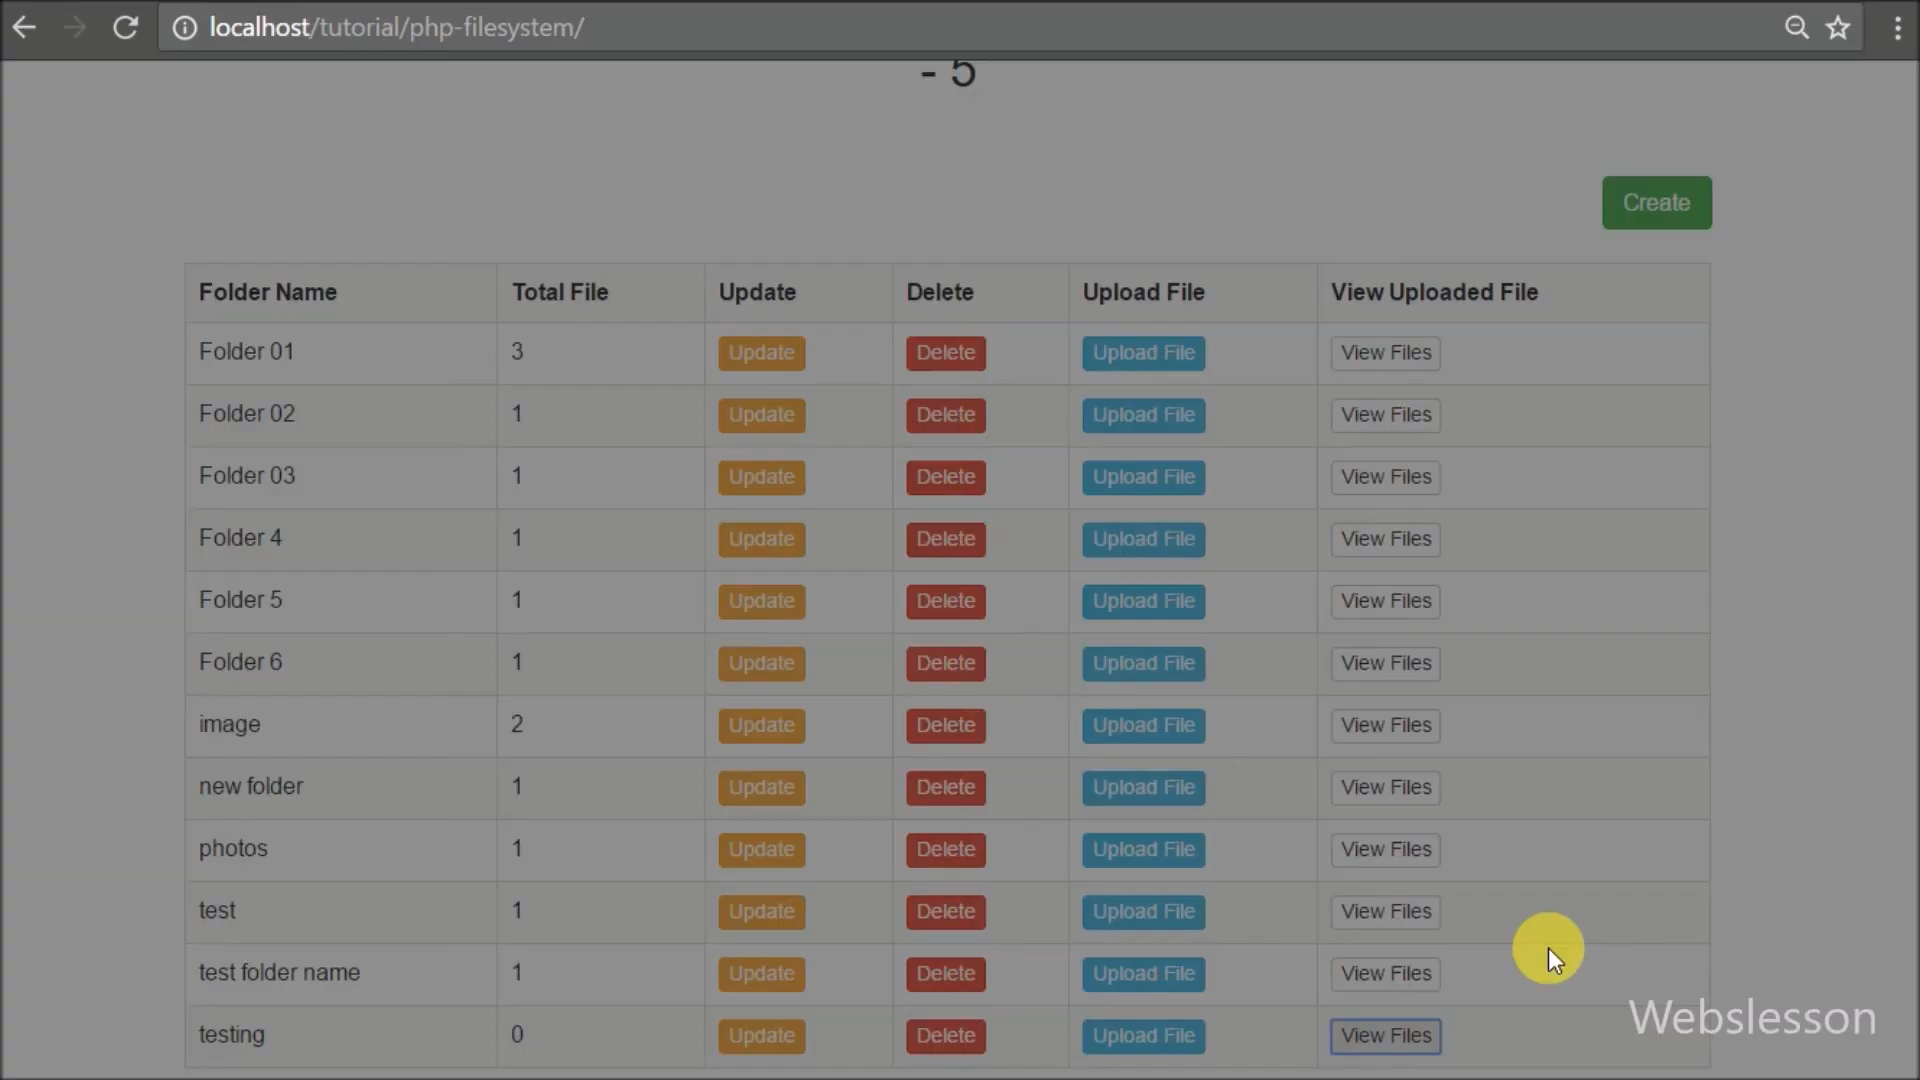 localhost/tutorial/php-filesystem/
- 5
Create
Folder Name Total File Update Delete Upload File View Uploaded File
Folder 01 3 Update Delete Upload File View Files
Folder 02 1 Update Delete Upload File View Files
Folder 03 1 Update Delete Upload File View Files
Folder 4 1 Update Delete Upload File View Files
Folder 5 1 Update Delete Upload File View Files
Folder 6 1 Update Delete Upload File View Files
image 2 Update Delete Upload File View Files
new folder 1 Update Delete Upload File View Files
photos 1 Update Delete Upload File View Files
test 1 Update Delete Upload File View Files
test folder name 1 Update Delete Upload File View Files
testing 0 Update Delete Upload File View Files
Webslesson